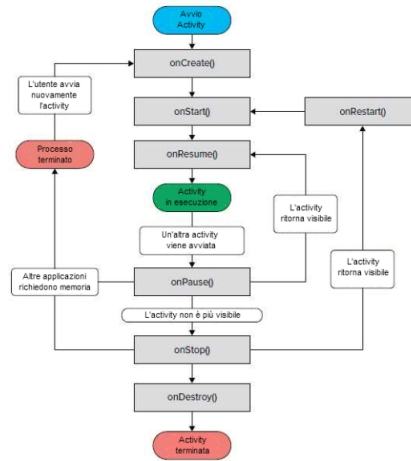 Avvio
Activity
onCreate()
L'utente avvia
nuovamente
l'activity
onStart()
onRestart()
Processo
terminato
onResume()
Activity
in esecuzione
L'activity
ritorna visibile
Un'altra activity
viene avviata
L'activity
ritorna visibile
Altre applicazioni
richiedono memoria
onPause()
L'activity non è più visibile
onStop()
onDestroy()
Activity
terminata